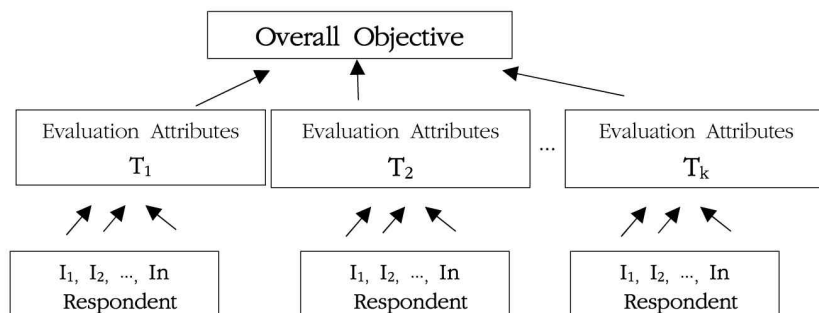 Overall Objective
Evaluation Attributes
T₁
Evaluation Attributes
T₂
...
Evaluation Attributes
Tₖ
I₁, I₂, ..., In
Respondent
I₁, I₂, ..., In
Respondent
I₁, I₂, ..., In
Respondent